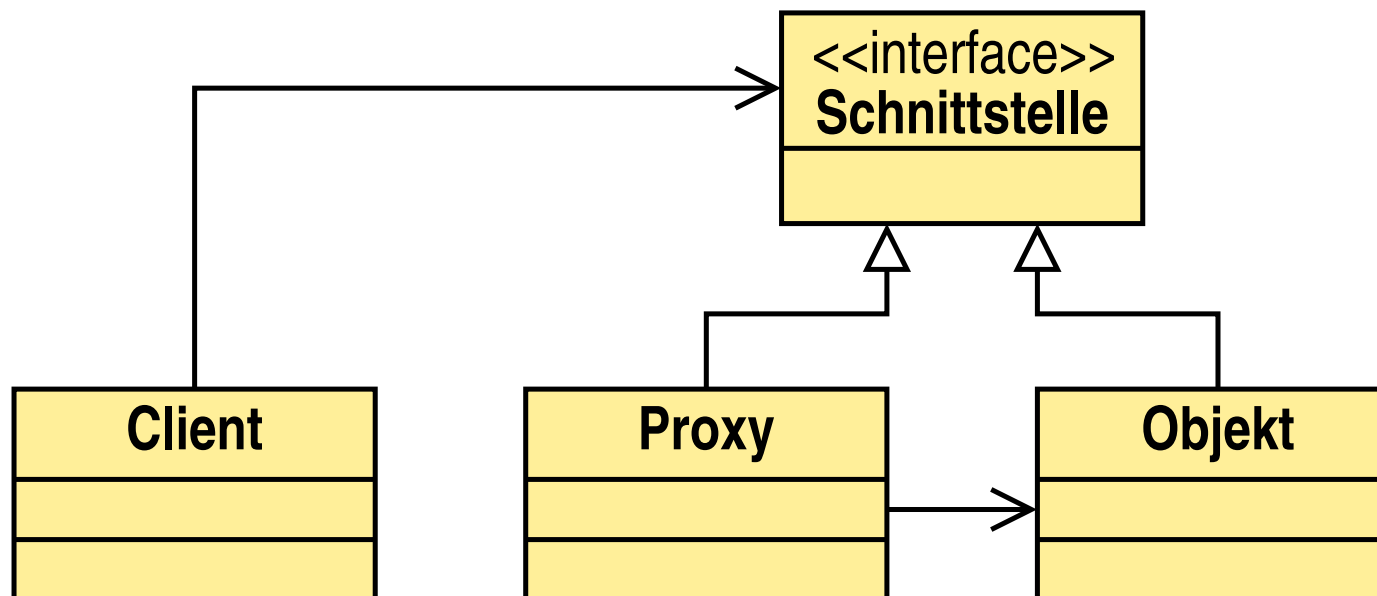 <<interface>>
Schnittstelle
Client
Proxy
Objekt